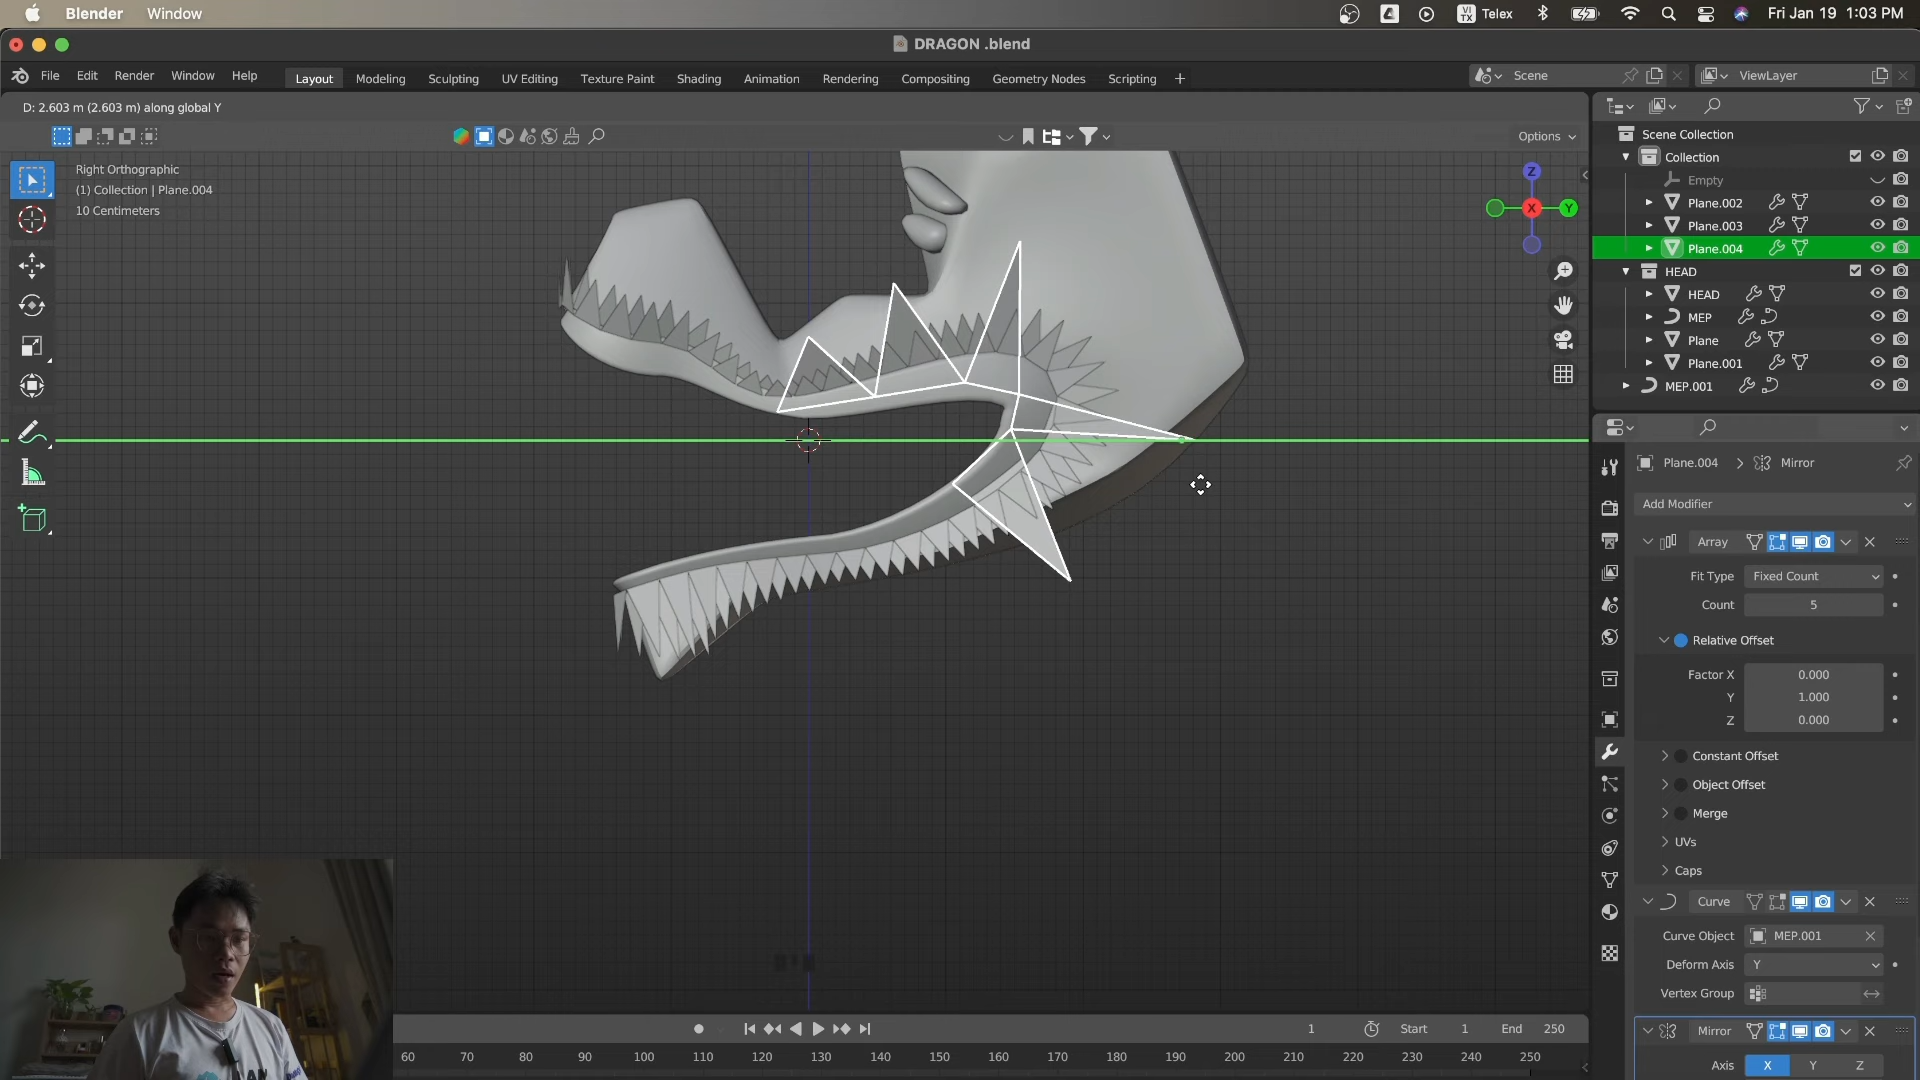 Blender Window
Telex Fri Jan 19 1:03 PM
DRAGON .blend
File Edit Render Window Help Layout Modeling Sculpting UV Editing Texture Paint Shading Animation Rendering Compositing Geometry Nodes Scripting + Scene ViewLayer
D: 2.603 m (2.603 m) along global Y
Options
Right Orthographic
(1) Collection | Plane.004
10 Centimeters
Z
X
Y
Scene Collection
Collection
Empty
Plane.002
Plane.003
Plane.004
HEAD
HEAD
MEP
Plane
Plane.001
MEP.001
Plane.004 > Mirror
Add Modifier
Array
Fit Type Fixed Count
Count 5
Relative Offset
Factor X 0.000
Y 1.000
Z 0.000
Constant Offset
Object Offset
Merge
UVs
Caps
Curve
Curve Object MEP.001
Deform Axis Y
Vertex Group
Mirror
Axis X Y Z
1 Start 1 End 250
60 70 80 90 100 110 120 130 140 150 160 170 180 190 200 210 220 230 240 250